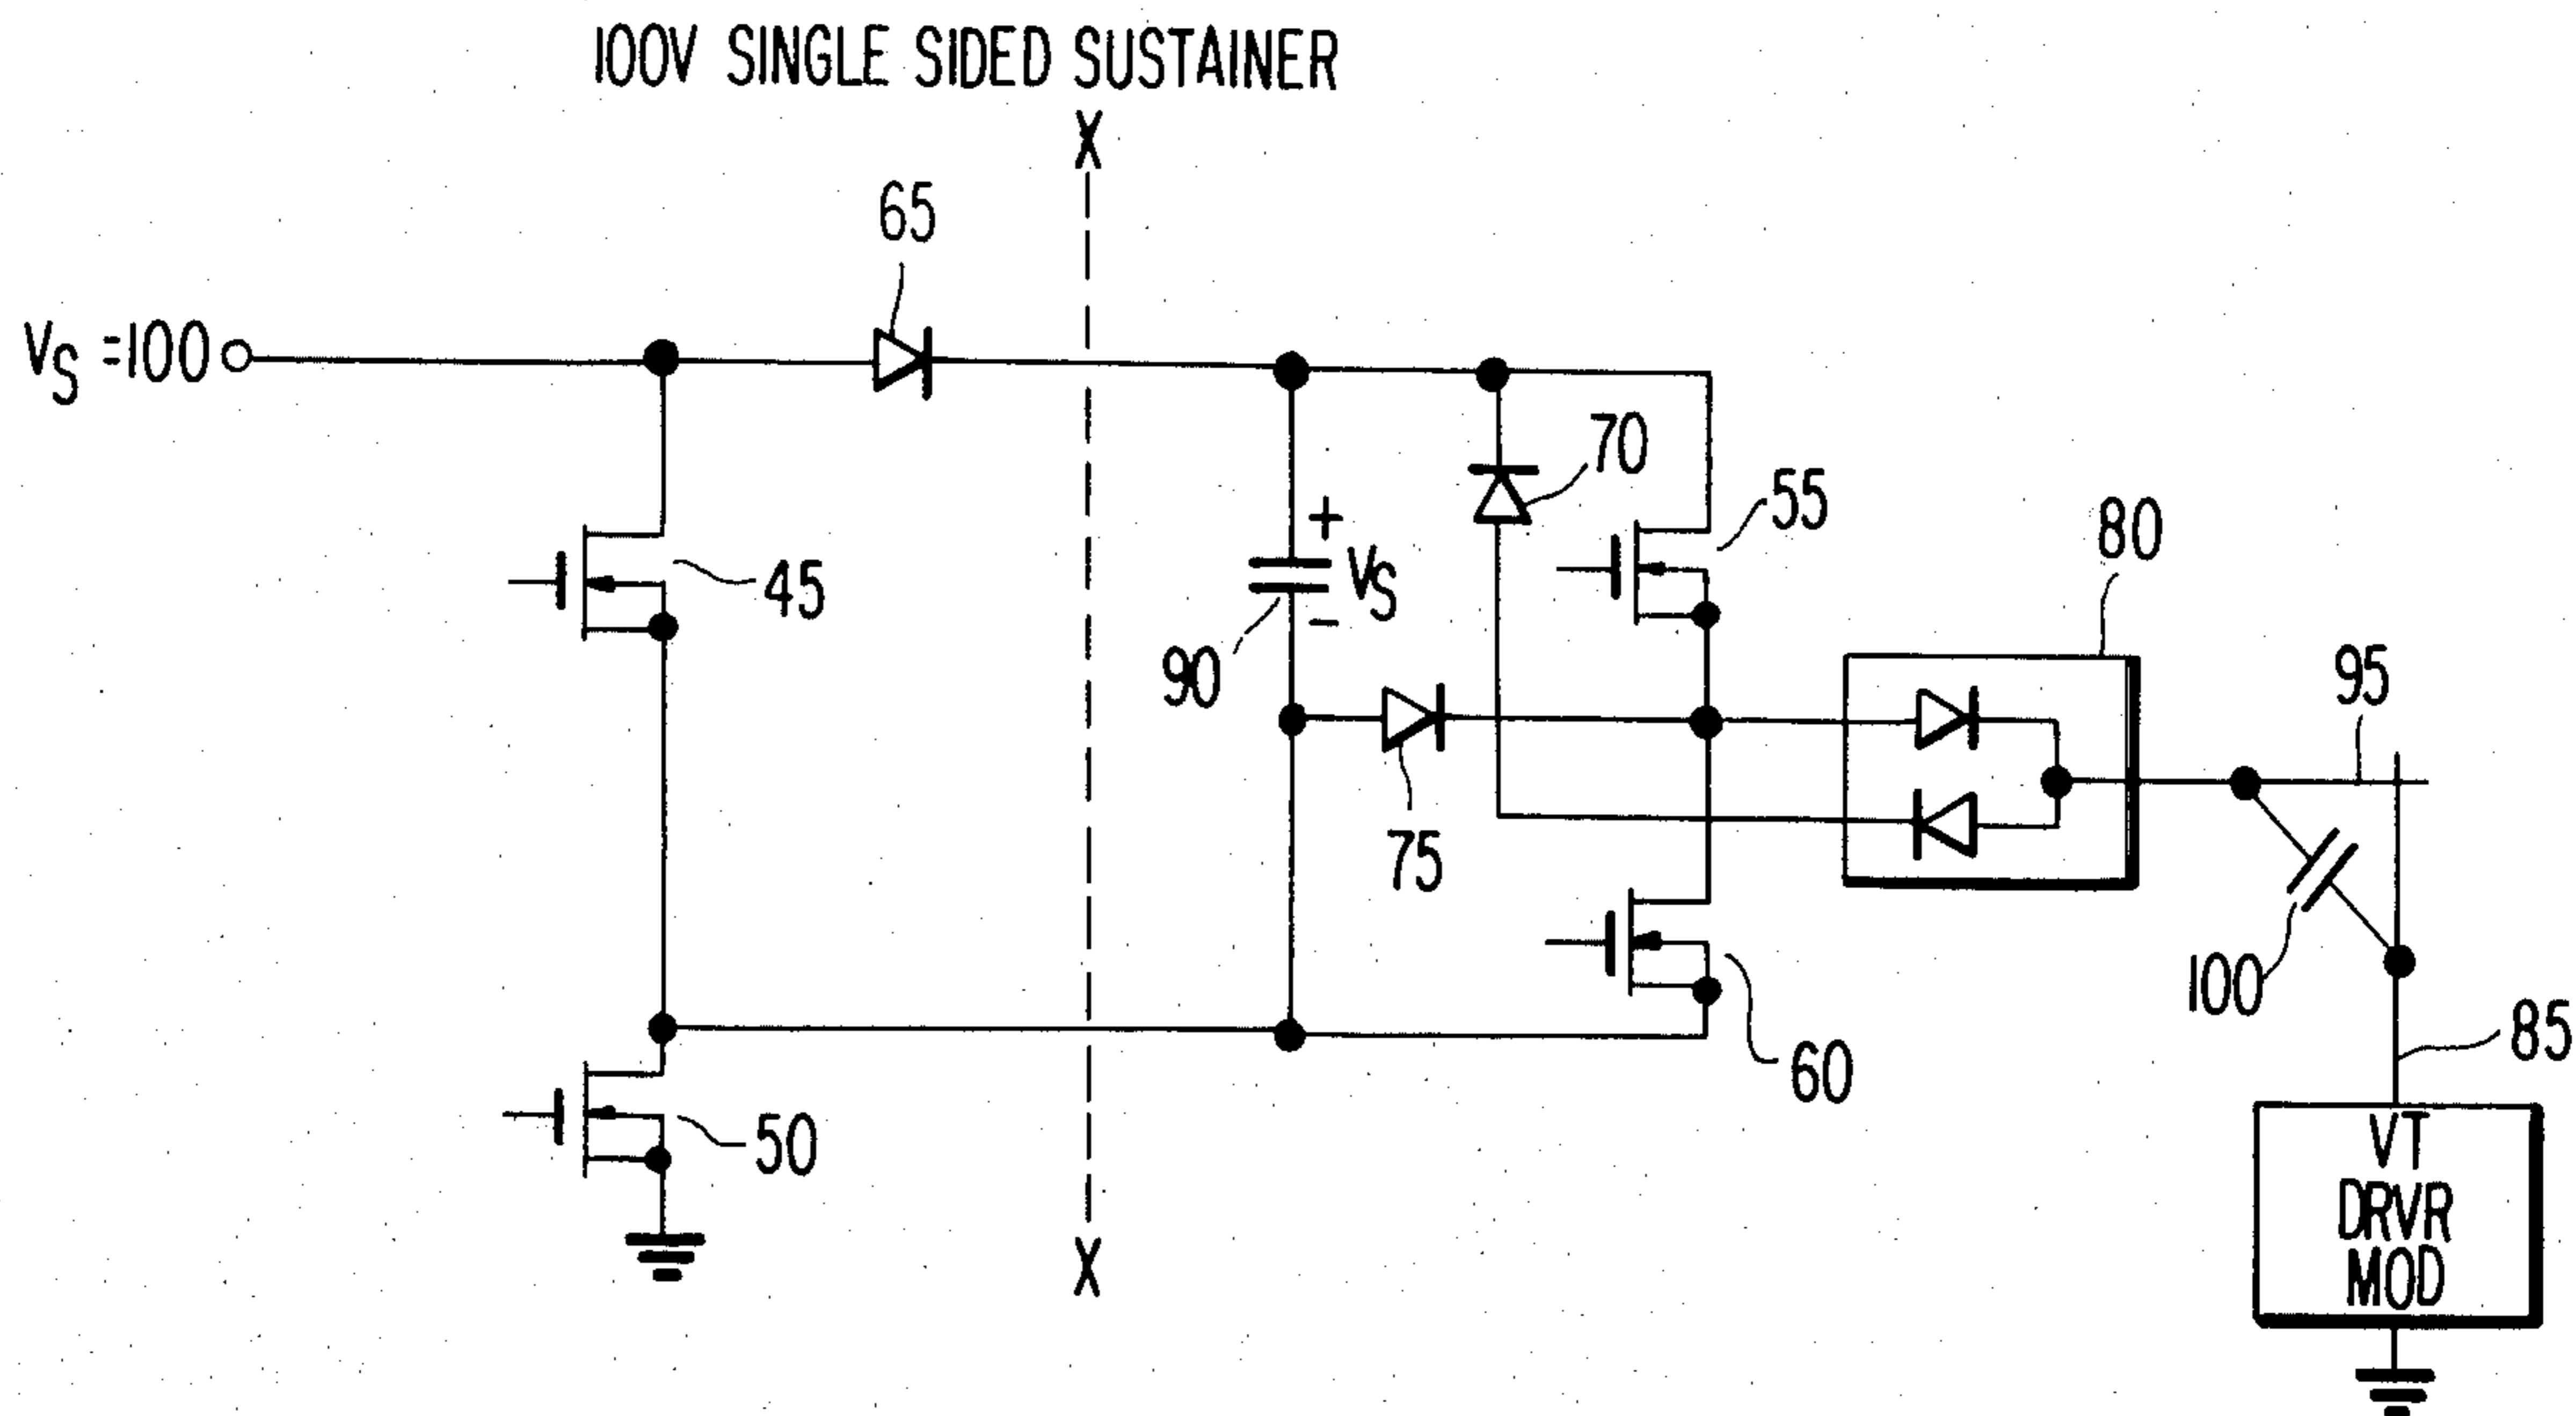 100V SINGLE SIDED SUSTAINER
X
65
VS =100
70
55
80
+
VS
-
45
90
95
75
100
85
60
50
VT
DRVR
MOD
X